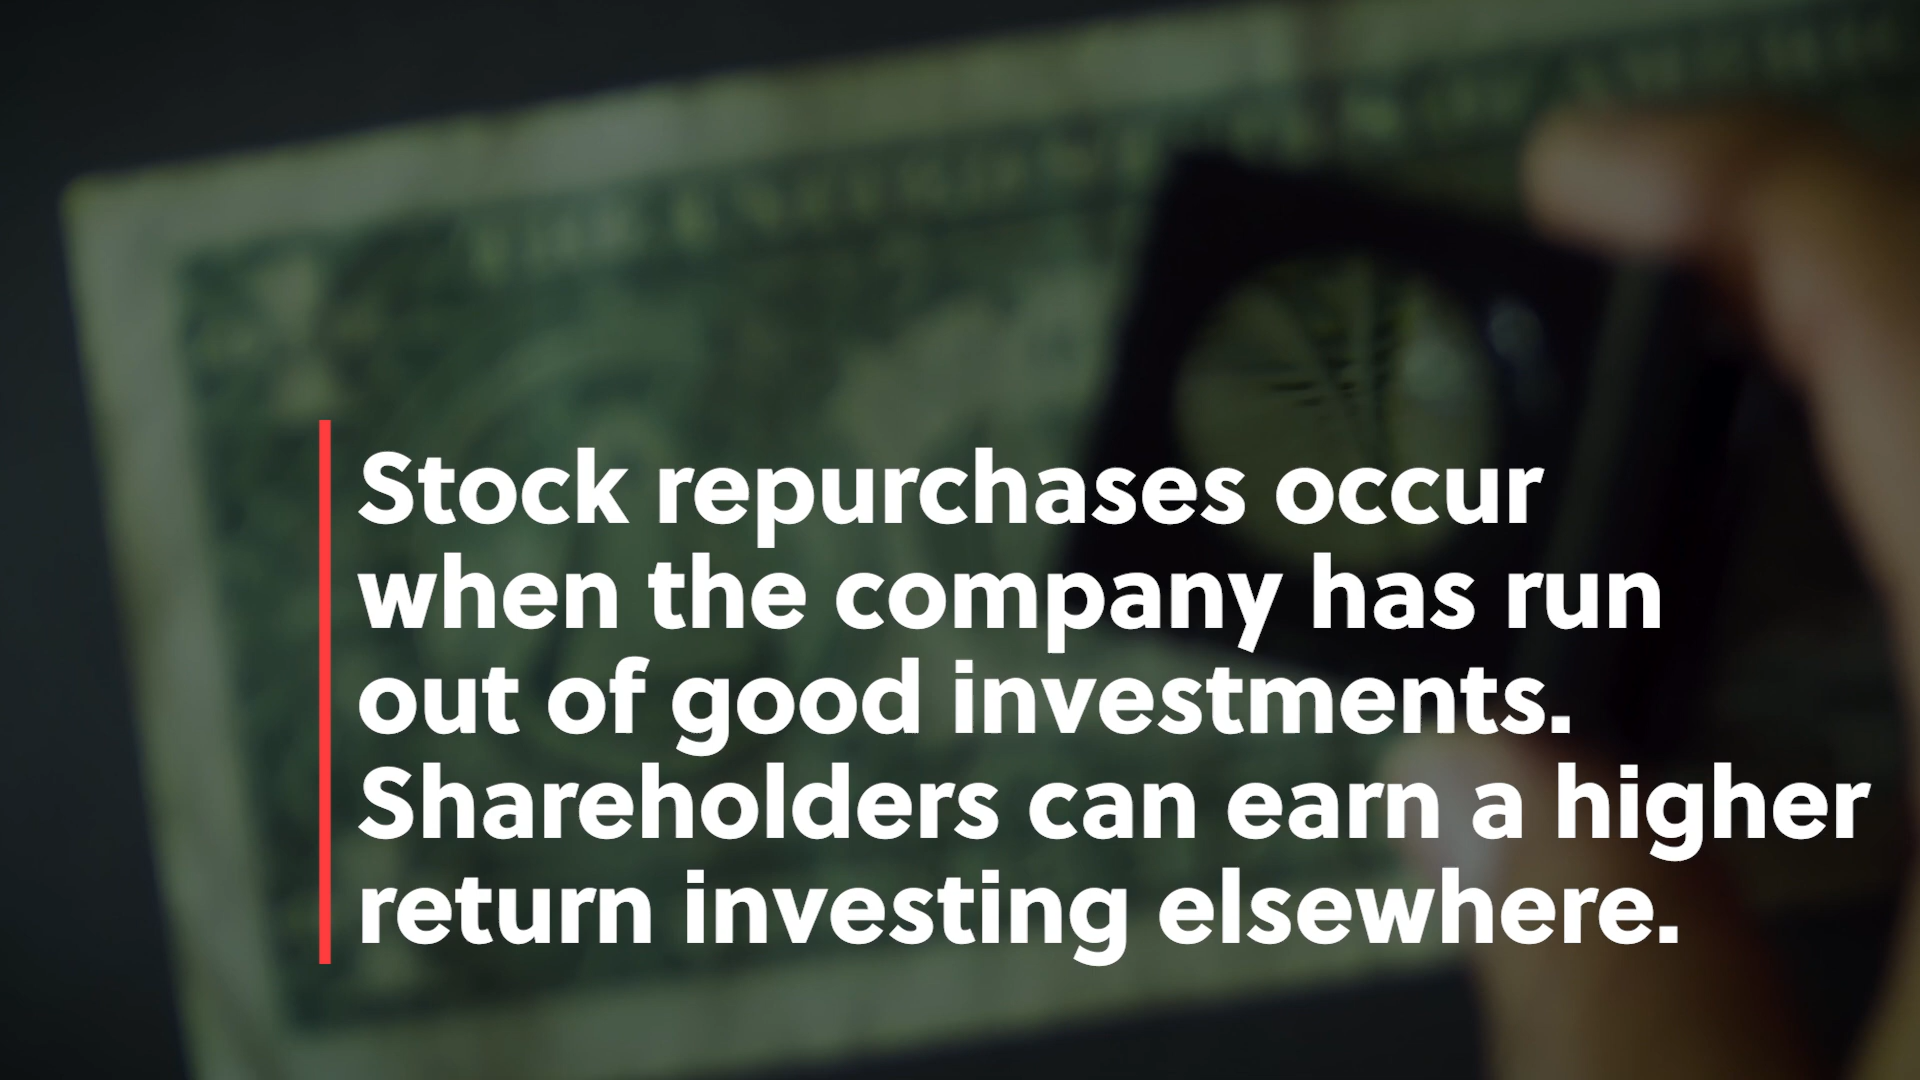 Stock repurchases occur
when the company has run
out of good investments.
Shareholders can earn a higher
return investing elsewhere.